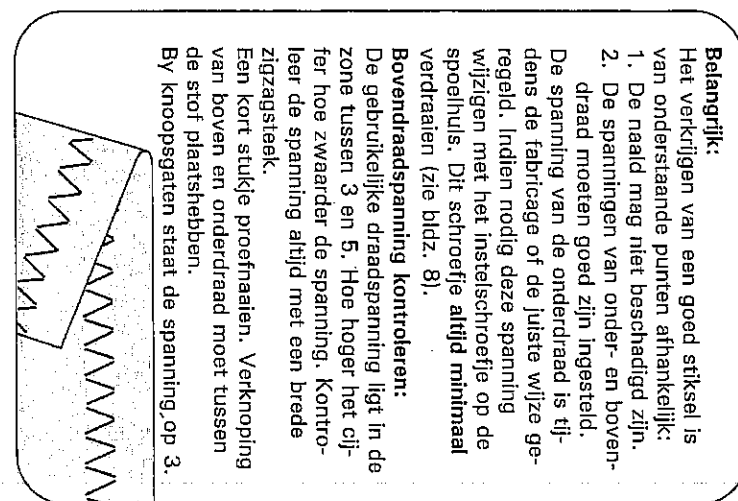 Belangrijk:
Het verkrijgen van een goed stiksel is
van onderstaande punten afhankelijk:
1. De naald mag niet beschadigd zijn.
2. De spanningen van onder- en boven-
draad moeten goed zijn ingesteld.
De spanning van de onderdraad is tij-
dens de fabricage of de juiste wijze ge-
regeld. Indien nodig deze spanning
wijzigen met het instelschroefje op de
spoelhuls. Dit schroefje altijd minimaal
verdraaien (zie bldz. 8).
Bovendraadspanning kontroleren:
De gebruikelijke draadspanning ligt in de
zone tussen 3 en 5. Hoe hoger het cij-
fer hoe zwaarder de spanning. Kontro-
leer de spanning altijd met een brede
zigzagsteek.
Een kort stukje proefnaaien. Verknoping
van boven en onderdraad moet tussen
de stof plaatshebben.
By knoopsgaten staat de spanning op 3.